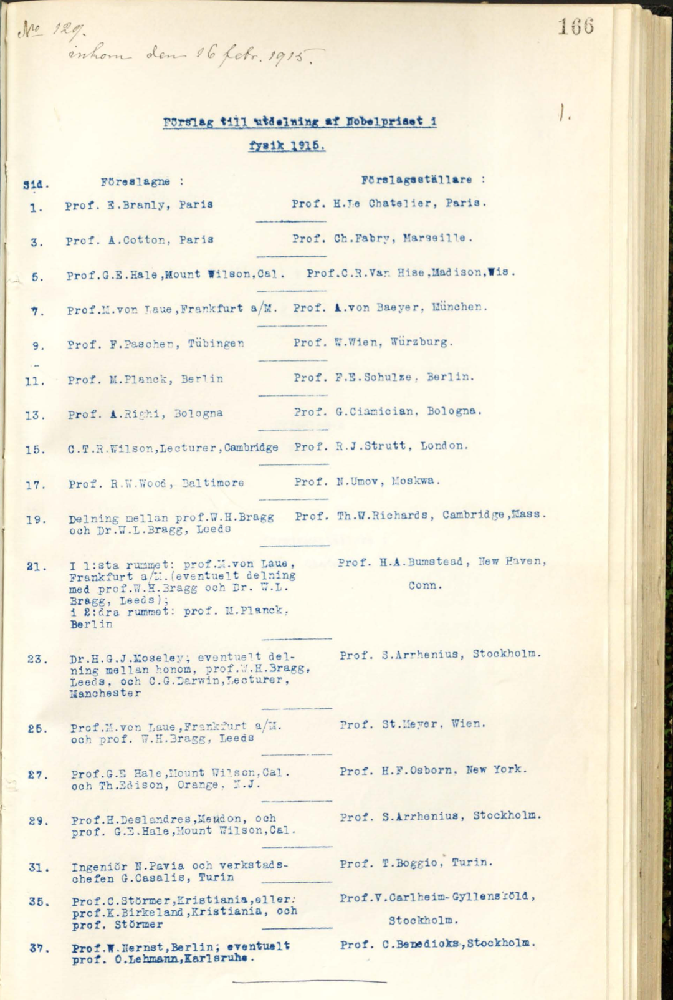 No 129.
166
inkom den 16 febr. 1915.
1.
Förslag till utdelning af Nobelpriset i
fysik 1915.
Sid. Föreslagne : Förslagsställare :
1. Prof. E.Branly, Paris Prof. H.Le Chatelier, Paris.
3. Prof. A.Cotton, Paris Prof. Ch.Fabry, Marseille.
5. Prof.G.E.Hale,Mount Wilson,Cal. Prof.C.R.Van Hise,Madison,Wis.
7. Prof.M.von Laue,Frankfurt a/M. Prof. A.von Baeyer, München.
9. Prof. F.Paschen, Tübingen Prof. W.Wien, Würzburg.
11. Prof. M.Planck, Berlin Prof. F.E.Schulze, Berlin.
13. Prof. A.Righi, Bologna Prof. G.Ciamician, Bologna.
15. C.T.R.Wilson,Lecturer,Cambridge Prof. R.J.Strutt, London.
17. Prof. R.W.Wood, Baltimore Prof. N.Umov, Moskwa.
19. Delning mellan prof.W.H.Bragg Prof. Th.W.Richards, Cambridge,Mass.
och Dr.W.L.Bragg, Leeds
21. I 1:sta rummet: prof.M.von Laue, Prof. H.A.Bumstead, New Haven,
Frankfurt a/M.(eventuelt delning
med prof.W.H.Bragg och Dr. W.L. Conn.
Bragg, Leeds);
i 2:dra rummet: prof. M.Planck,
Berlin
23. Dr.H.G.J.Moseley; eventuelt del- Prof. S.Arrhenius, Stockholm.
ning mellan honom, prof.W.H.Bragg,
Leeds, och C.G.Darwin,Lecturer,
Manchester
25. Prof.M.von Laue,Frankfurt a/M. Prof. St.Meyer, Wien.
och prof. W.H.Bragg, Leeds
27. Prof.G.E Hale,Mount Wilson,Cal. Prof. H.F.Osborn, New York.
och Th.Edison, Orange, N.J.
29. Prof.H.Deslandres,Meudon, och Prof. S.Arrhenius, Stockholm.
prof. G.E.Hale,Mount Wilson,Cal.
31. Ingeniör N.Pavia och verkstads- Prof. T.Boggio, Turin.
chefen G.Casalis, Turin
35. Prof.C.Störmer,Kristiania,eller: Prof.V.Carlheim-Gyllensköld,
prof.K.Birkeland,Kristiania, och
prof. Störmer Stockholm.
37. Prof.W.Nernst,Berlin; eventuelt Prof. C.Benedicks,Stockholm.
prof. O.Lehmann,Karlsruhe.